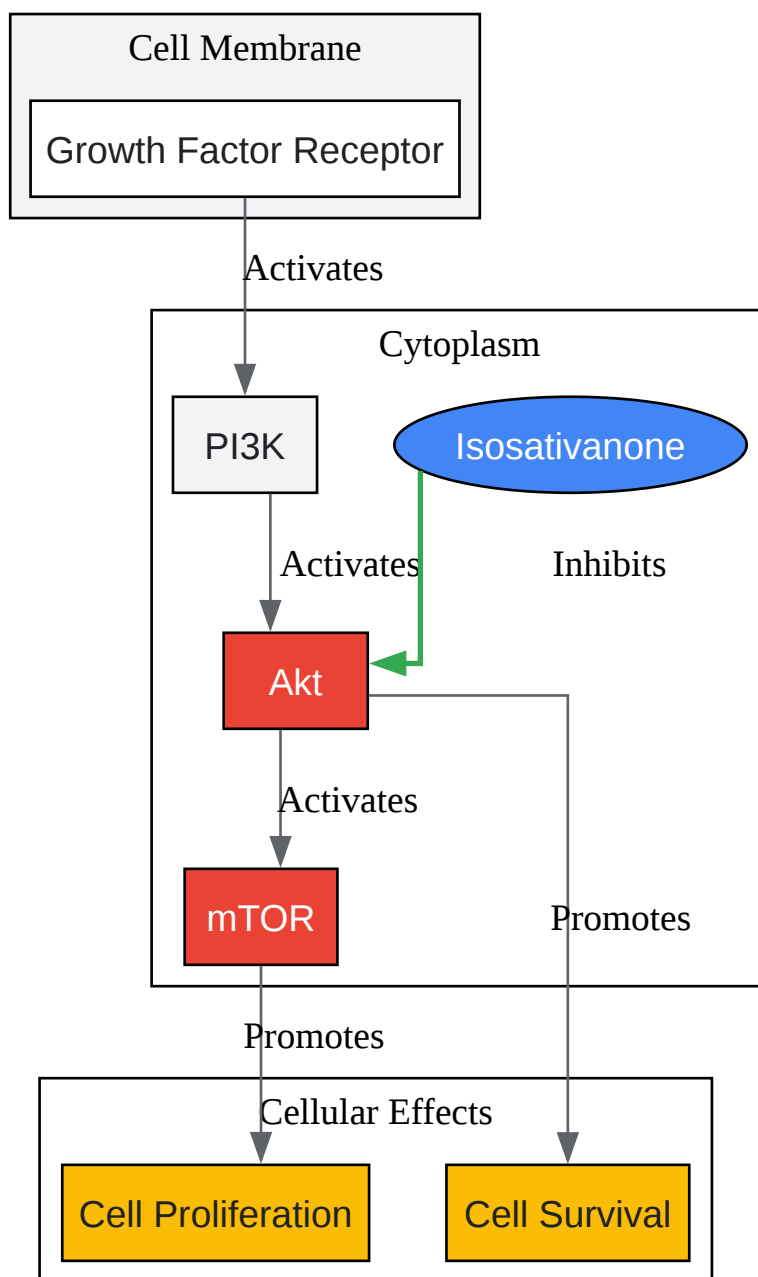 Cell Membrane
Growth Factor Receptor
Activates
Cytoplasm
PI3K
Isosativanone
Activates
Inhibits
Akt
Activates
mTOR
Promotes
Promotes
Cellular Effects
Cell Proliferation
Cell Survival